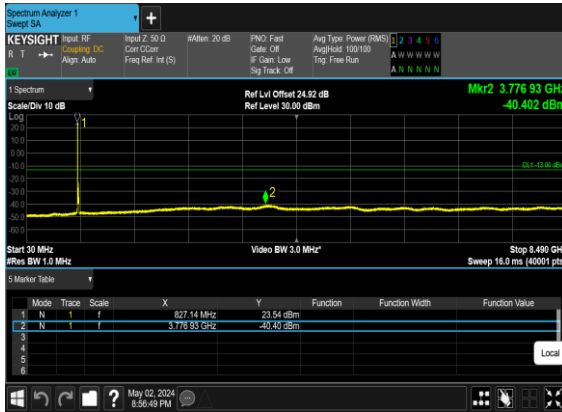 Spectrum Analyzer 1
Swept SA
+
KEYSIGHT Input: RF Input Z: 50 Ω #Atten: 20 dB PNO: Fast Avg Type: Power (RMS) 1 2 3 4 5 6
R T Coupling: DC Corr CCorr Gate: Off Avg|Hold: 100/100 A W W W W W
Align: Auto Freq Ref: Int (S) IF Gain: Low Trig: Free Run
LXI Sig Track: Off A N N N N N
1 Spectrum
Ref Lvl Offset 24.92 dB Mkr2 3.776 93 GHz
Scale/Div 10 dB Ref Level 30.00 dBm -40.402 dBm
Log
20.0
10.0
0.00
-10.0
-20.0
-30.0
-40.0
-50.0
-60.0
1
DL1 -13.00 dBm
2
Start 30 MHz Video BW 3.0 MHz* Stop 8.490 GHz
#Res BW 1.0 MHz Sweep 16.0 ms (40001 pts)
5 Marker Table
Mode Trace Scale X Y Function Function Width Function Value
1 N 1 f 827.14 MHz 23.54 dBm
2 N 1 f 3.776 93 GHz -40.40 dBm
3
4
5
6
Local
? May 02, 2024
8:56:49 PM